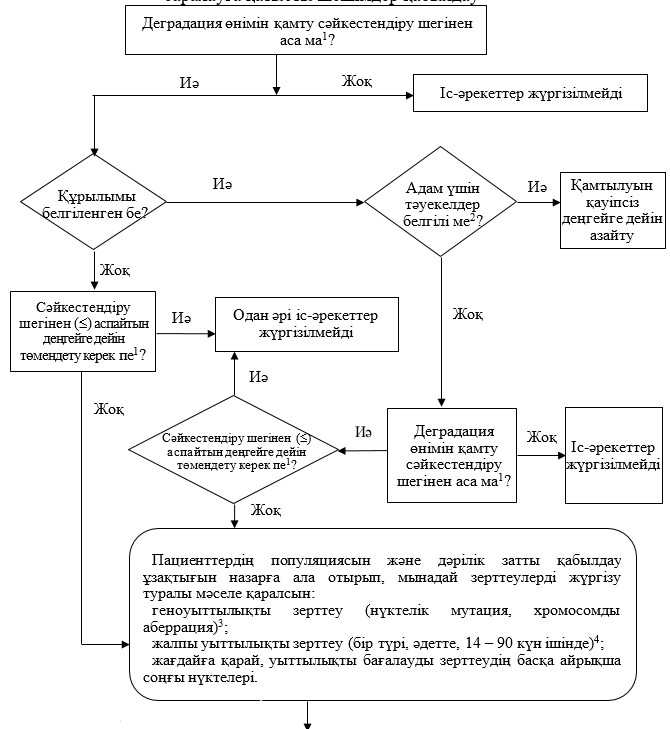 Деградация өнімін қамту сәйкестендіру шегінен
аса ма¹?
Иә
Жоқ
Іс-әрекеттер жүргізілмейді
Құрылымы
белгіленген бе?
Иә
Адам үшін
тәуекелдер
белгілі ме²?
Иә
Қамтылуын
қауіпсіз
деңгейге дейін
азайту
Жоқ
Сәйкестендіру
шегінен (≤) аспайтын
деңгейге дейін
төмендету керек пе¹?
Иә
Одан әрі іс-әрекеттер
жүргізілмейді
Жоқ
Иә
Жоқ
Сәйкестендіру шегінен (≤)
аспайтын деңгейге дейін
төмендету керек пе¹?
Иә
Деградация
өнімін қамту
сәйкестендіру
шегінен аса ма¹?
Жоқ
Іс-әрекеттер
жүргізілмейді
Жоқ
Пациенттердің популяциясын және дәрілік затты қабылдау
ұзақтығын назарға ала отырып, мынадай зерттеулерді жүргізу
туралы мәселе қаралсын:
геноуыттылықты зерттеу (нүктелік мутация, хромосомды
аберрация)³;
жалпы уыттылықты зерттеу (бір түрі, әдетте, 14 – 90 күн ішінде)⁴;
жағдайға қарай, уыттылықты бағалауды зерттеудің басқа айрықша
соңғы нүктелері.